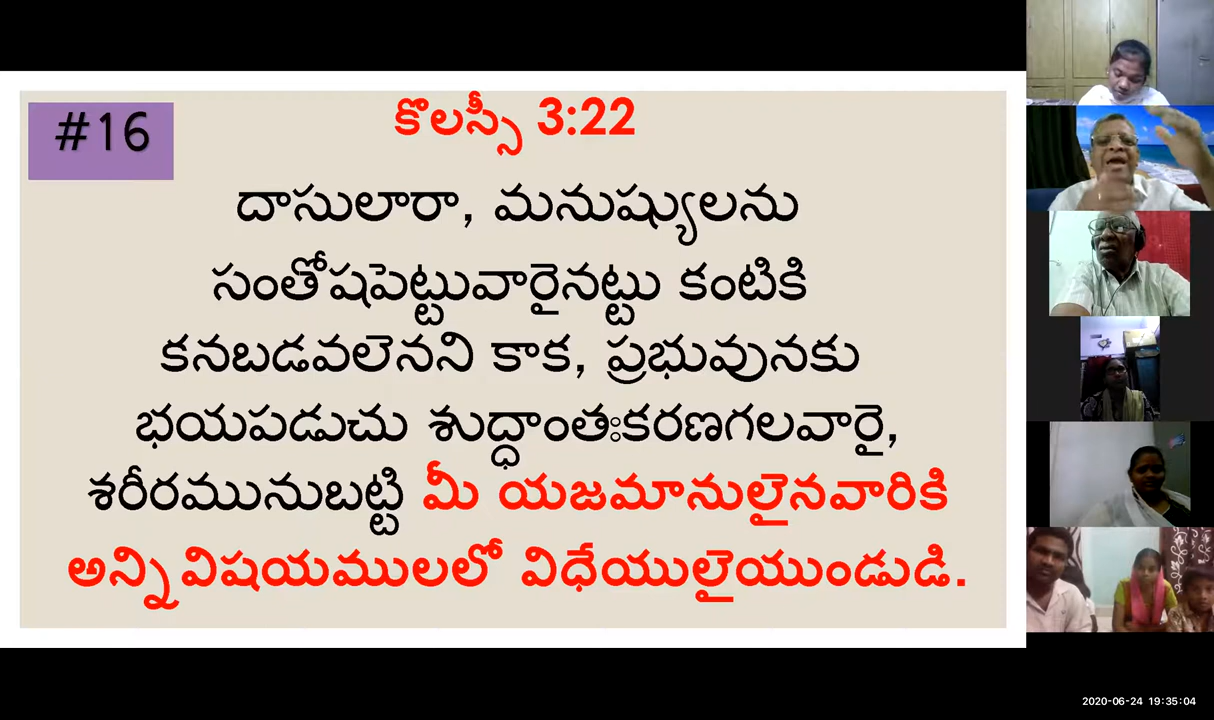 #16
కొలస్సీ 3:22
దాసులారా, మనుష్యులను
సంతోషపెట్టువారైనట్టు కంటికి
కనబడవలెనని కాక, ప్రభువునకు
భయపడుచు శుద్ధాంతఃకరణగలవారై,
శరీరమునుబట్టి మీ యజమానులైనవారికి
అన్నివిషయములలో విధేయులైయుండుడి.
2020-06-24 19:35:04